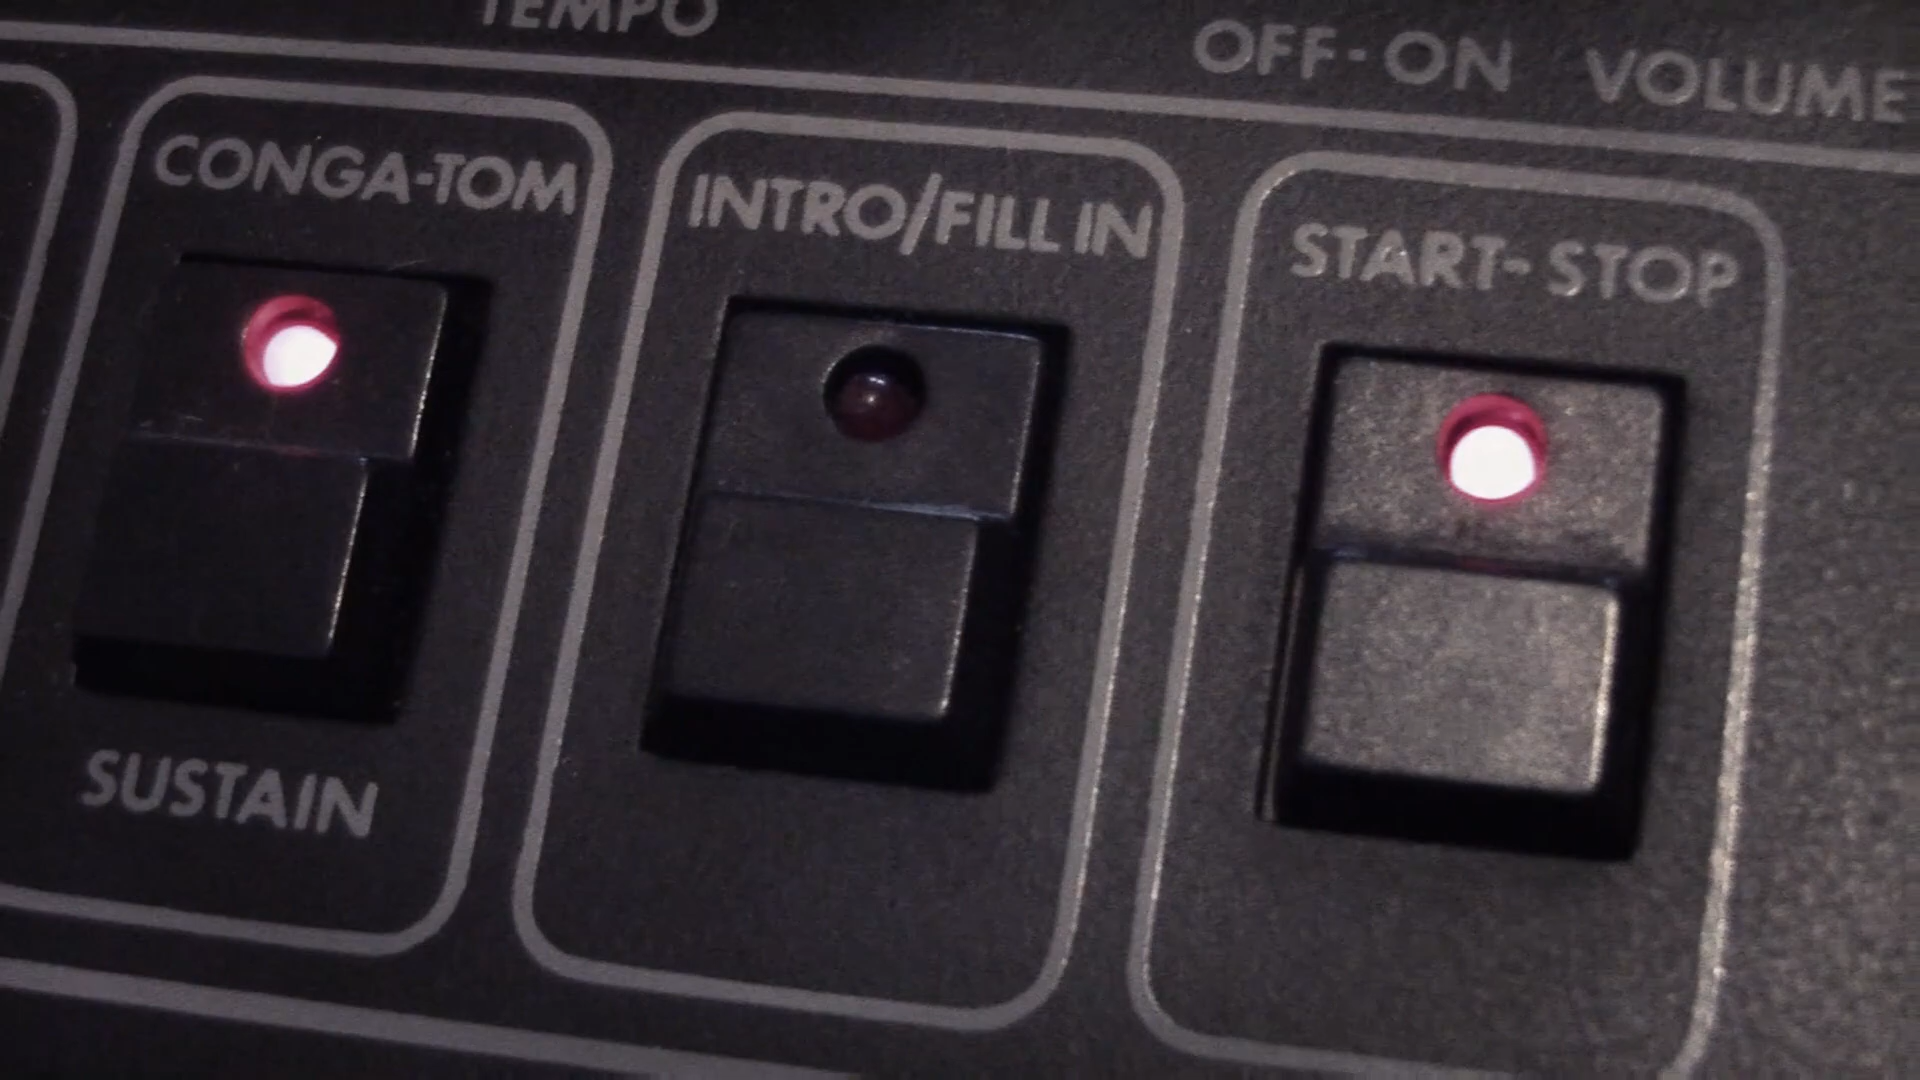 TEMPO
OFF-ON VOLUME
CONGA-TOM
INTRO/FILL IN
START-STOP
SUSTAIN